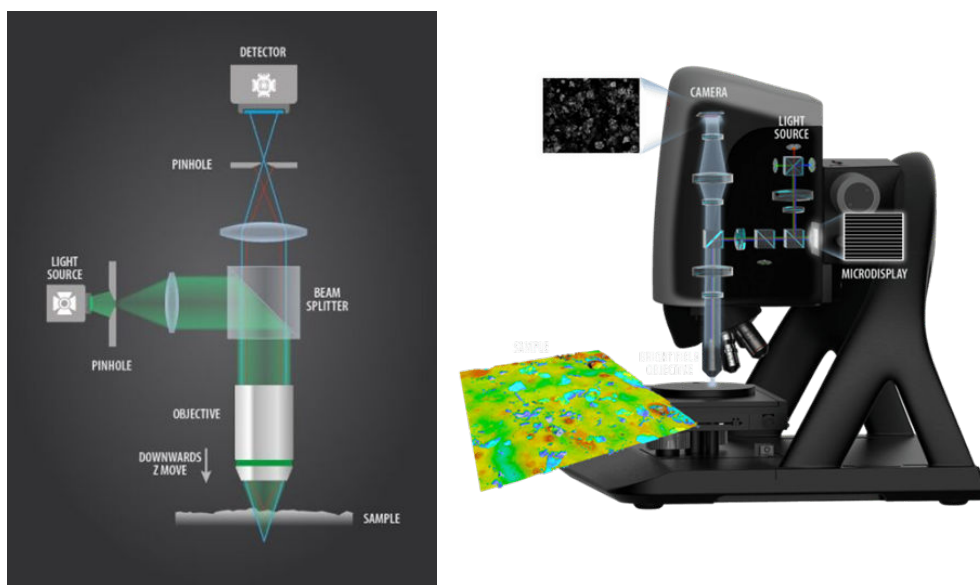 DETECTOR
PINHOLE
LIGHT
SOURCE
BEAM
SPLITTER
PINHOLE
OBJECTIVE
DOWNWARDS
Z MOVE
SAMPLE
CAMERA
LIGHT
SOURCE
MICRODISPLAY